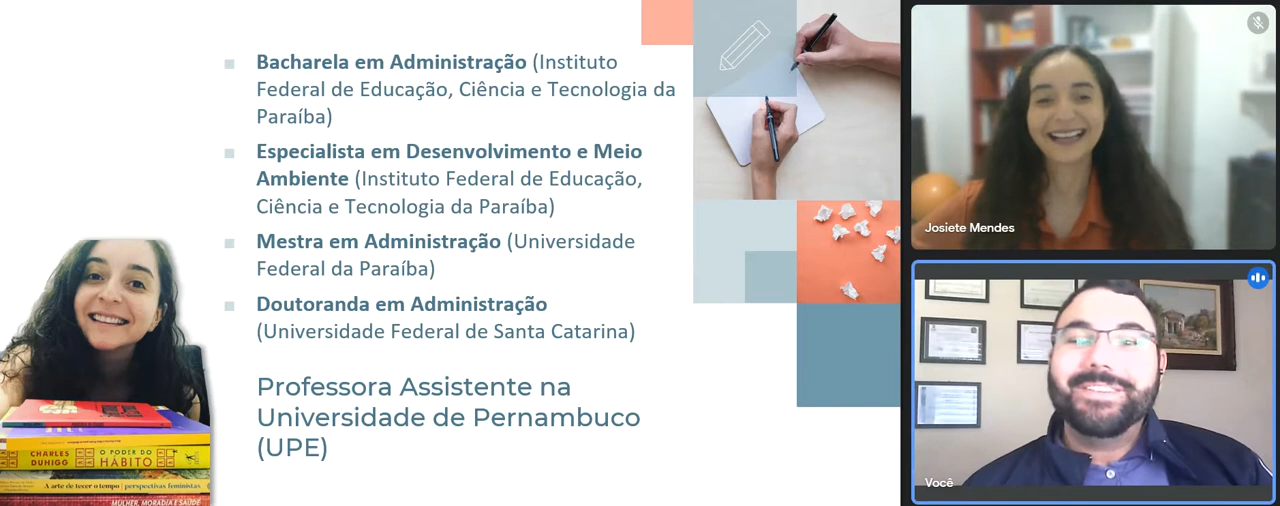 Bacharela em Administração (Instituto
Federal de Educação, Ciência e Tecnologia da
Paraíba)
Especialista em Desenvolvimento e Meio
Ambiente (Instituto Federal de Educação,
Ciência e Tecnologia da Paraíba)
Mestra em Administração (Universidade
Federal da Paraíba)
Doutoranda em Administração
(Universidade Federal de Santa Catarina)
Professora Assistente na
Universidade de Pernambuco
(UPE)
CHARLES
DUHIGG
O PODER DO
HÁBITO
A arte de tecer o tempo perspectivas feministas
MULHER, MORADIA E SAÚDE
Josiete Mendes
Você